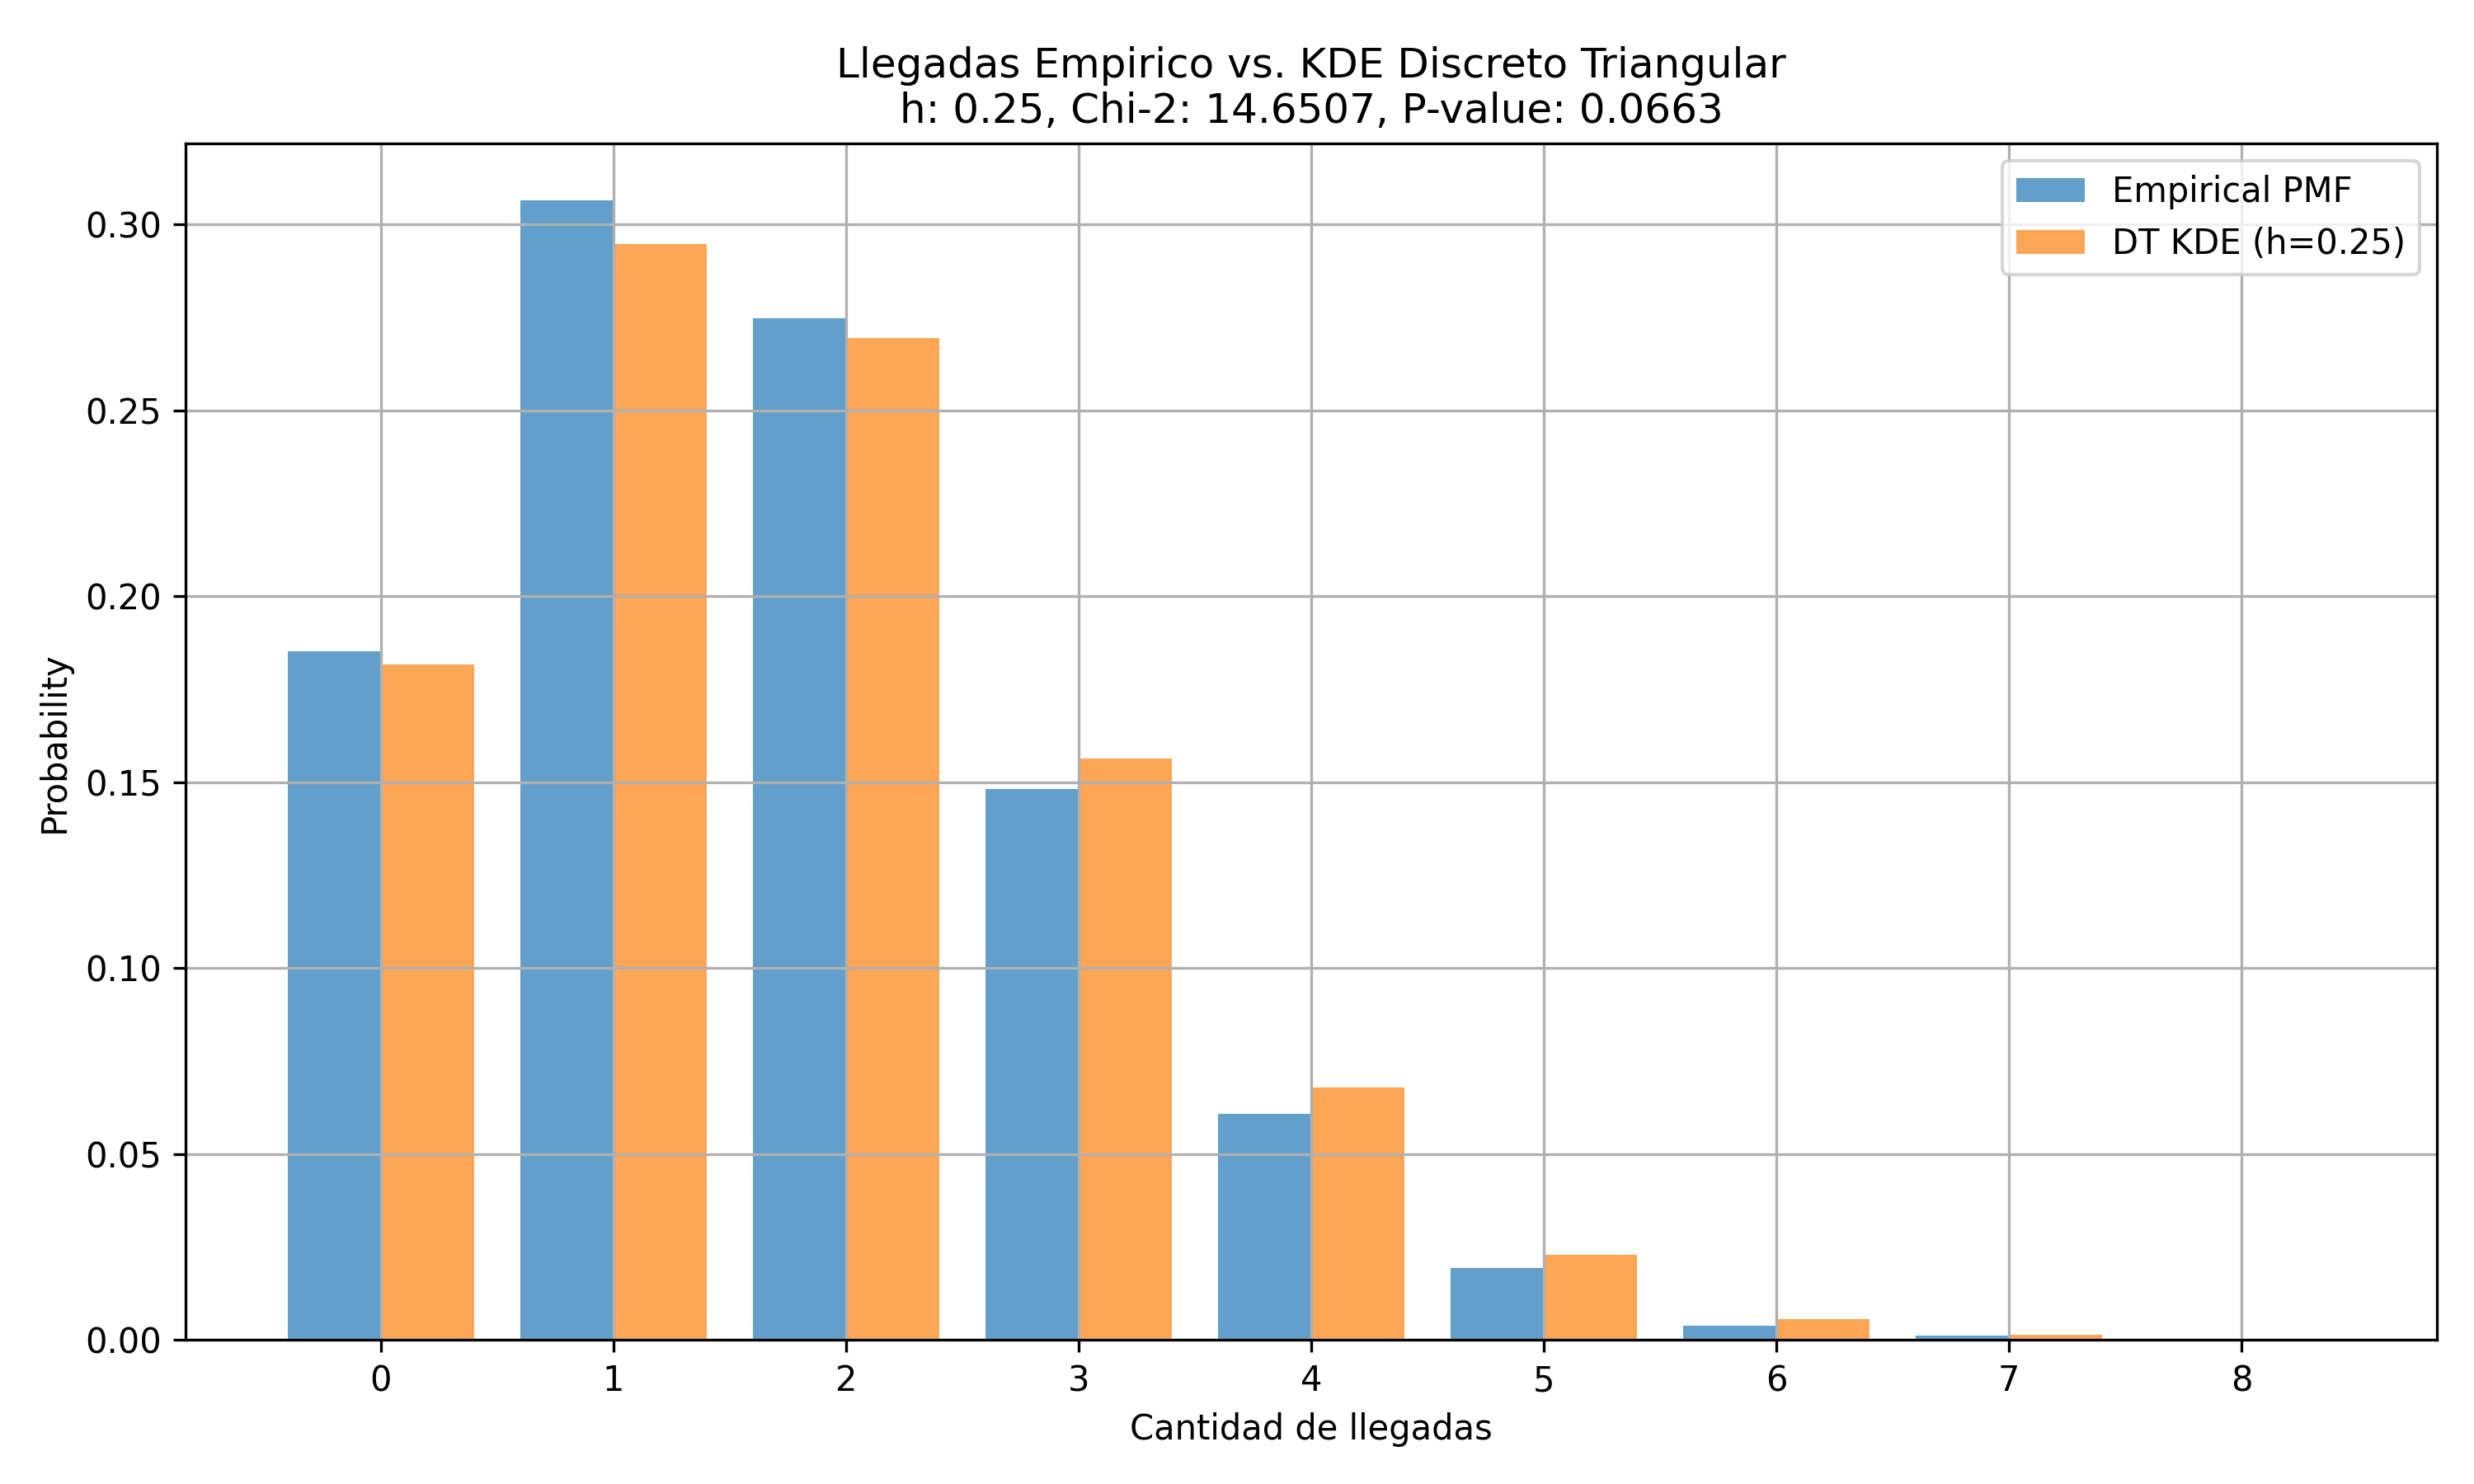 Llegadas Empirico vs. KDE Discreto Triangular
h: 0.25, Chi-2: 14.6507, P-value: 0.0663
Empirical PMF
DT KDE (h=0.25)
Probability
0.30
0.25
0.20
0.15
0.10
0.05
0.00
0 1 2 3 4 5 6 7 8
Cantidad de llegadas